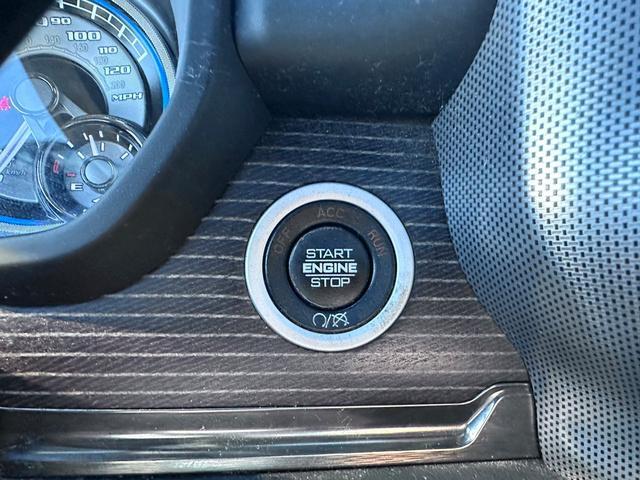 90
100
110
120
MPH
E
ACC
OFF
RUN
START
ENGINE
STOP